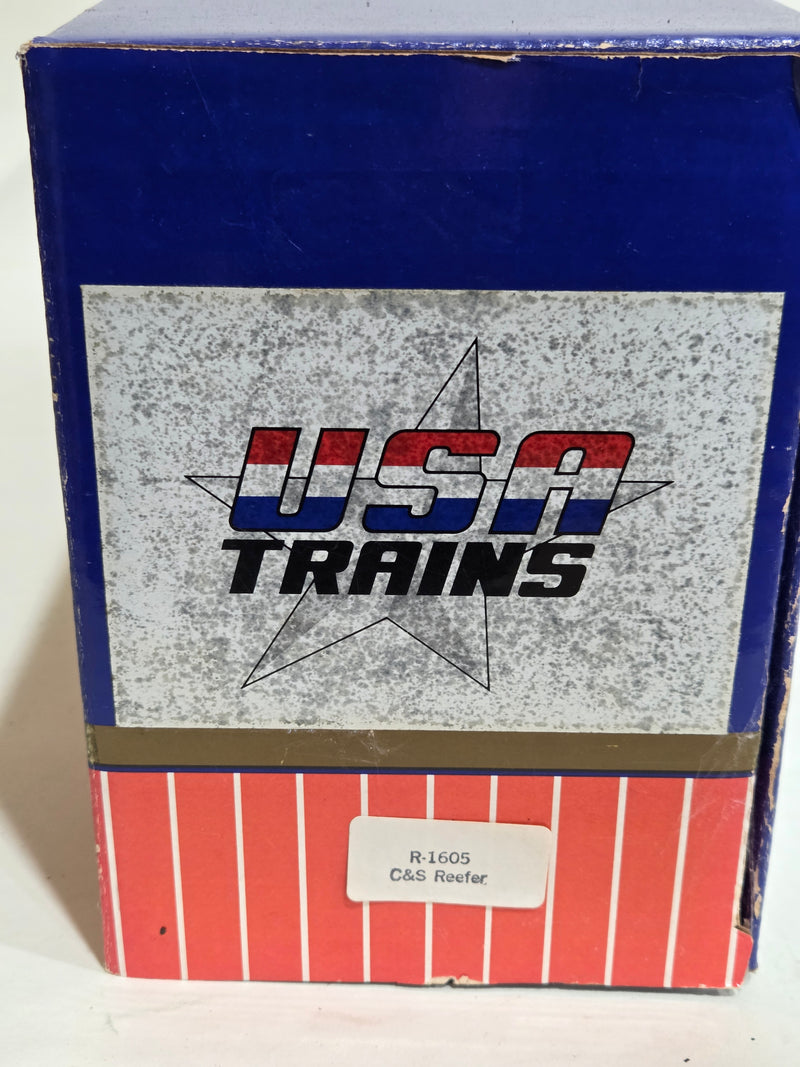 USA
TRAINS
R-1605
C&S Reefer